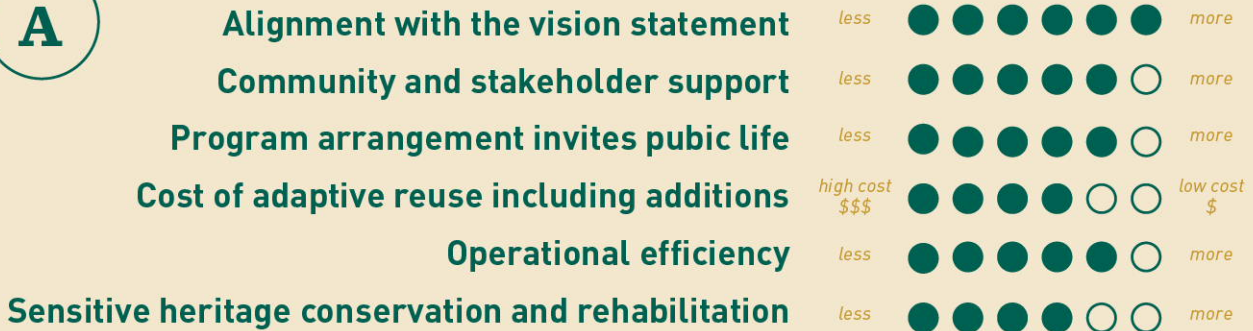 A
Alignment with the vision statement less more
Community and stakeholder support less more
Program arrangement invites pubic life less more
Cost of adaptive reuse including additions high cost $$$ low cost $
Operational efficiency less more
Sensitive heritage conservation and rehabilitation less more